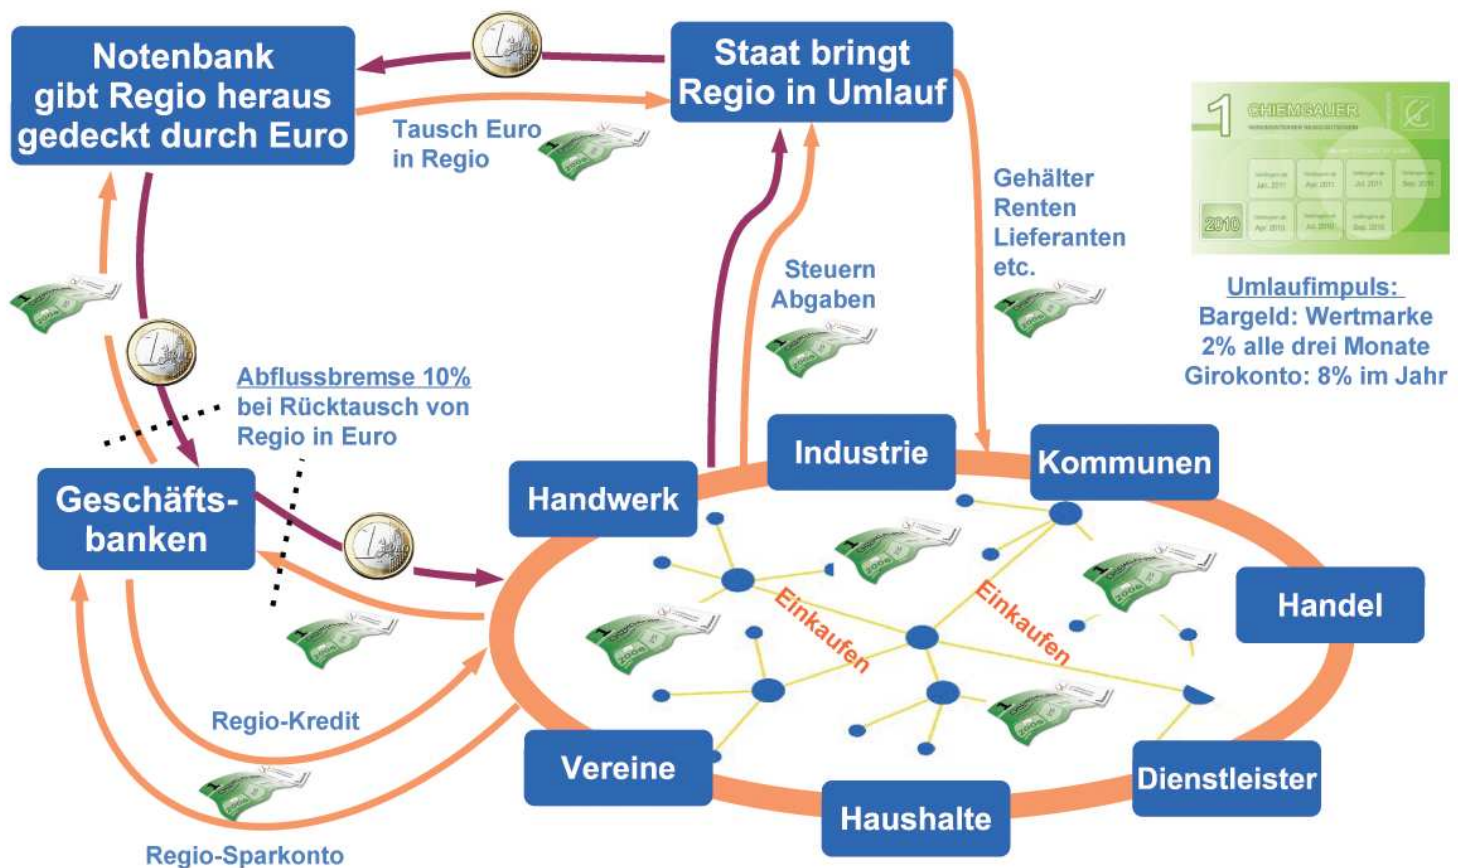 Notenbank
gibt Regio heraus
gedeckt durch Euro
Staat bringt
Regio in Umlauf
Tausch Euro
in Regio
Gehälter
Renten
Lieferanten
etc.
Steuern
Abgaben
1
CHIEMGAUER
2010
Umlaufimpuls:
Bargeld: Wertmarke
2% alle drei Monate
Girokonto: 8% im Jahr
Abflussbremse 10%
bei Rücktausch von
Regio in Euro
Geschäfts-
banken
Handwerk
Industrie
Kommunen
Handel
Dienstleister
Haushalte
Vereine
Einkaufen
Einkaufen
Regio-Kredit
Regio-Sparkonto